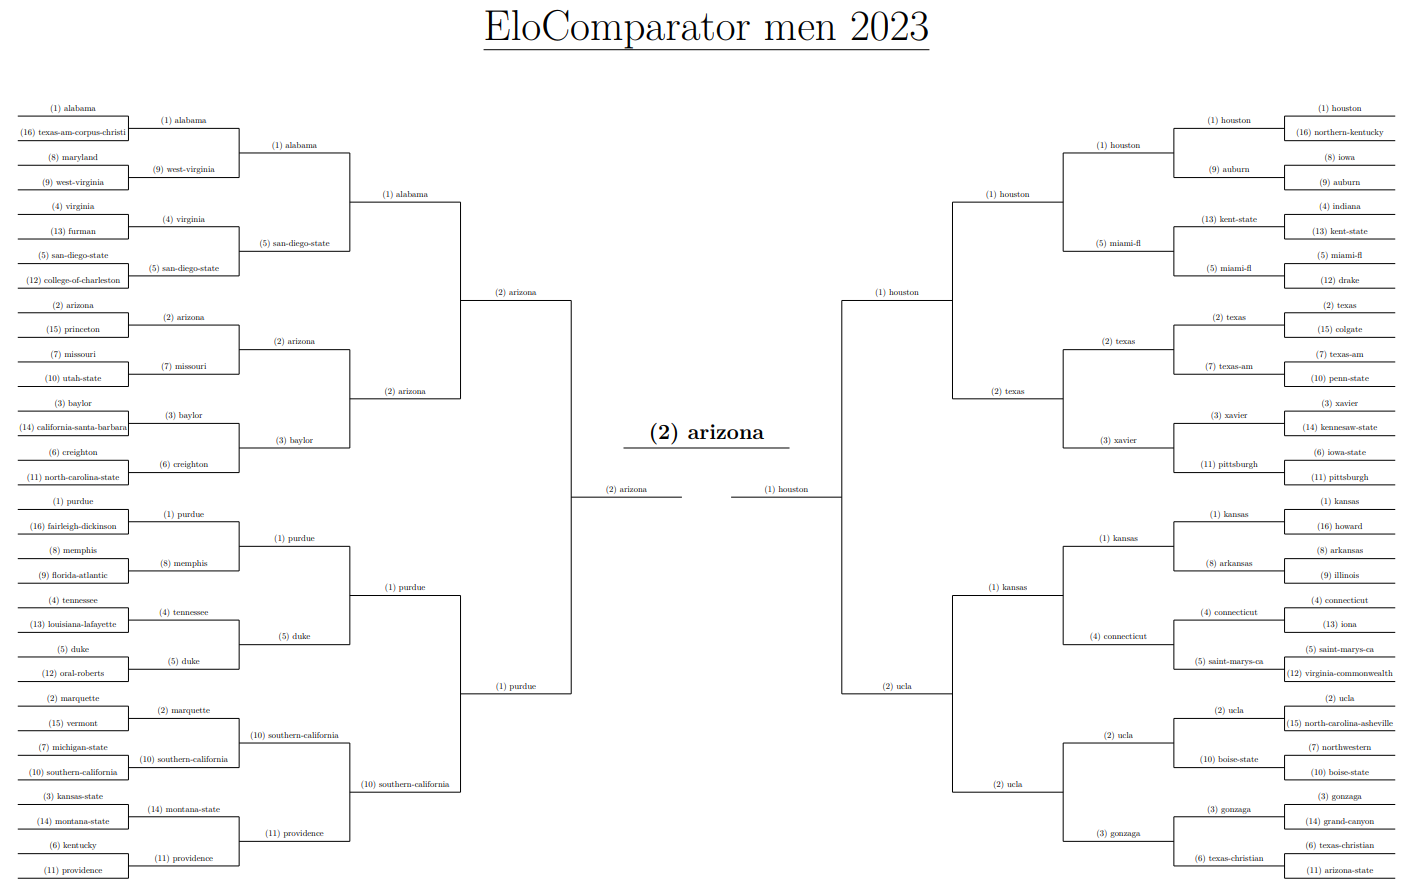 EloComparator men 2023
(1) alabama
(16) texas-am-corpus-christi
(8) maryland
(9) west-virginia
(4) virginia
(13) furman
(5) san-diego-state
(12) college-of-charleston
(2) arizona
(15) princeton
(7) missouri
(10) utah-state
(3) baylor
(14) california-santa-barbara
(6) creighton
(11) north-carolina-state
(1) purdue
(16) fairleigh-dickinson
(8) memphis
(9) florida-atlantic
(4) tennessee
(13) louisiana-lafayette
(5) duke
(12) oral-roberts
(2) marquette
(15) vermont
(7) michigan-state
(10) southern-california
(3) kansas-state
(14) montana-state
(6) kentucky
(11) providence
(1) alabama
(9) west-virginia
(4) virginia
(5) san-diego-state
(2) arizona
(7) missouri
(3) baylor
(6) creighton
(1) purdue
(8) memphis
(4) tennessee
(5) duke
(2) marquette
(10) southern-california
(14) montana-state
(11) providence
(1) alabama
(5) san-diego-state
(2) arizona
(3) baylor
(1) purdue
(5) duke
(10) southern-california
(11) providence
(1) alabama
(2) arizona
(1) purdue
(10) southern-california
(2) arizona
(1) purdue
(2) arizona
(2) arizona
(1) houston
(1) houston
(2) ucla
(1) houston
(2) texas
(1) kansas
(2) ucla
(1) houston
(5) miami-fl
(2) texas
(3) xavier
(1) kansas
(4) connecticut
(2) ucla
(3) gonzaga
(1) houston
(9) auburn
(13) kent-state
(5) miami-fl
(2) texas
(7) texas-am
(3) xavier
(11) pittsburgh
(1) kansas
(8) arkansas
(4) connecticut
(5) saint-marys-ca
(2) ucla
(10) boise-state
(3) gonzaga
(6) texas-christian
(1) houston
(16) northern-kentucky
(8) iowa
(9) auburn
(4) indiana
(13) kent-state
(5) miami-fl
(12) drake
(2) texas
(15) colgate
(7) texas-am
(10) penn-state
(3) xavier
(14) kennesaw-state
(6) iowa-state
(11) pittsburgh
(1) kansas
(16) howard
(8) arkansas
(9) illinois
(4) connecticut
(13) iona
(5) saint-marys-ca
(12) virginia-commonwealth
(2) ucla
(15) north-carolina-asheville
(7) northwestern
(10) boise-state
(3) gonzaga
(14) grand-canyon
(6) texas-christian
(11) arizona-state